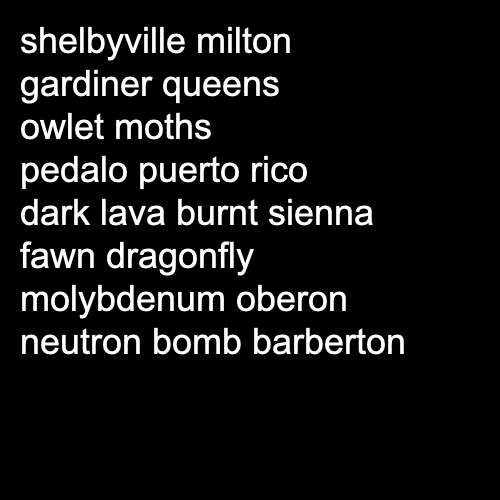 shelbyville milton
gardiner queens
owlet moths
pedalo puerto rico
dark lava burnt sienna
fawn dragonfly
molybdenum oberon
neutron bomb barberton